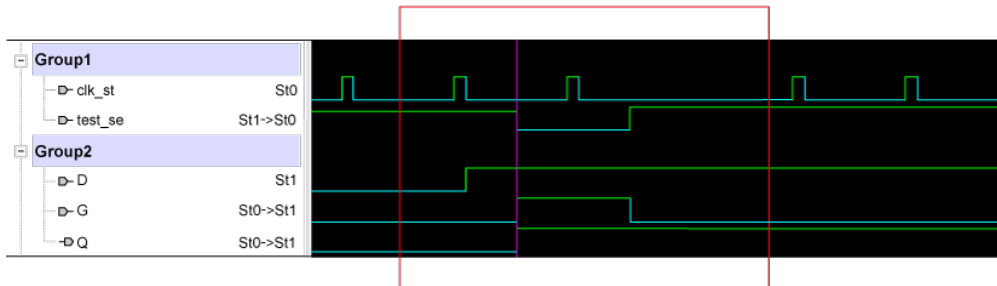 Group1
clk_st St0
test_se St1->St0
Group2
D St1
G St0->St1
Q St0->St1